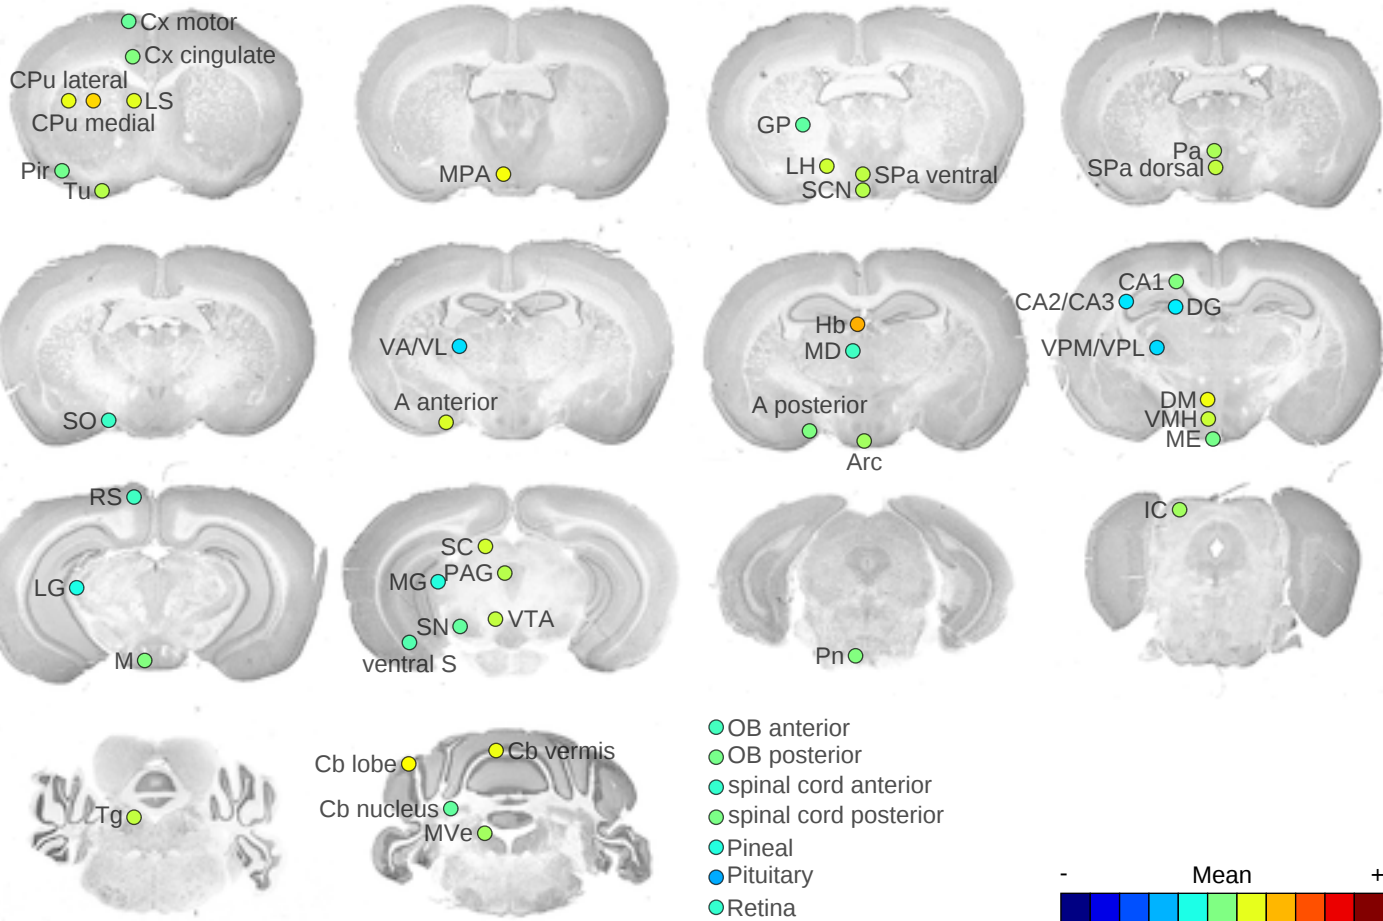 Cx motor
Cx cingulate
CPu lateral
LS
CPu medial
Pir
Tu
MPA
GP
LH
SPa ventral
SCN
Pa
SPa dorsal
SO
VA/VL
A anterior
Hb
MD
A posterior
Arc
CA1
CA2/CA3
DG
VPM/VPL
DM
VMH
ME
RS
LG
M
SC
MG
PAG
SN
VTA
ventral S
Pn
IC
Tg
Cb lobe
Cb vermis
Cb nucleus
MVe
OB anterior
OB posterior
spinal cord anterior
spinal cord posterior
Pineal
Pituitary
Retina
- Mean +